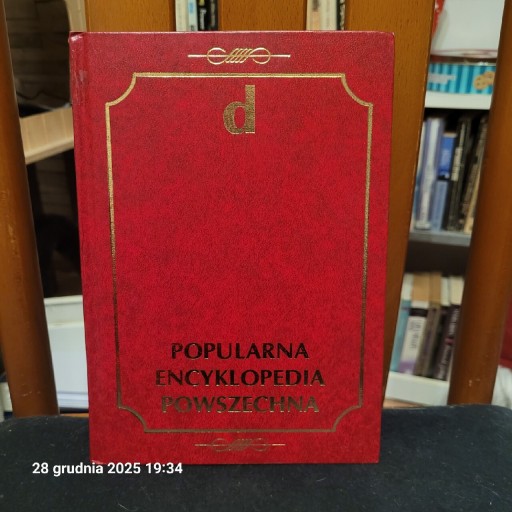 d
POPULARNA
ENCYKLOPEDIA
POWSZECHNA
28 grudnia 2025 19:34